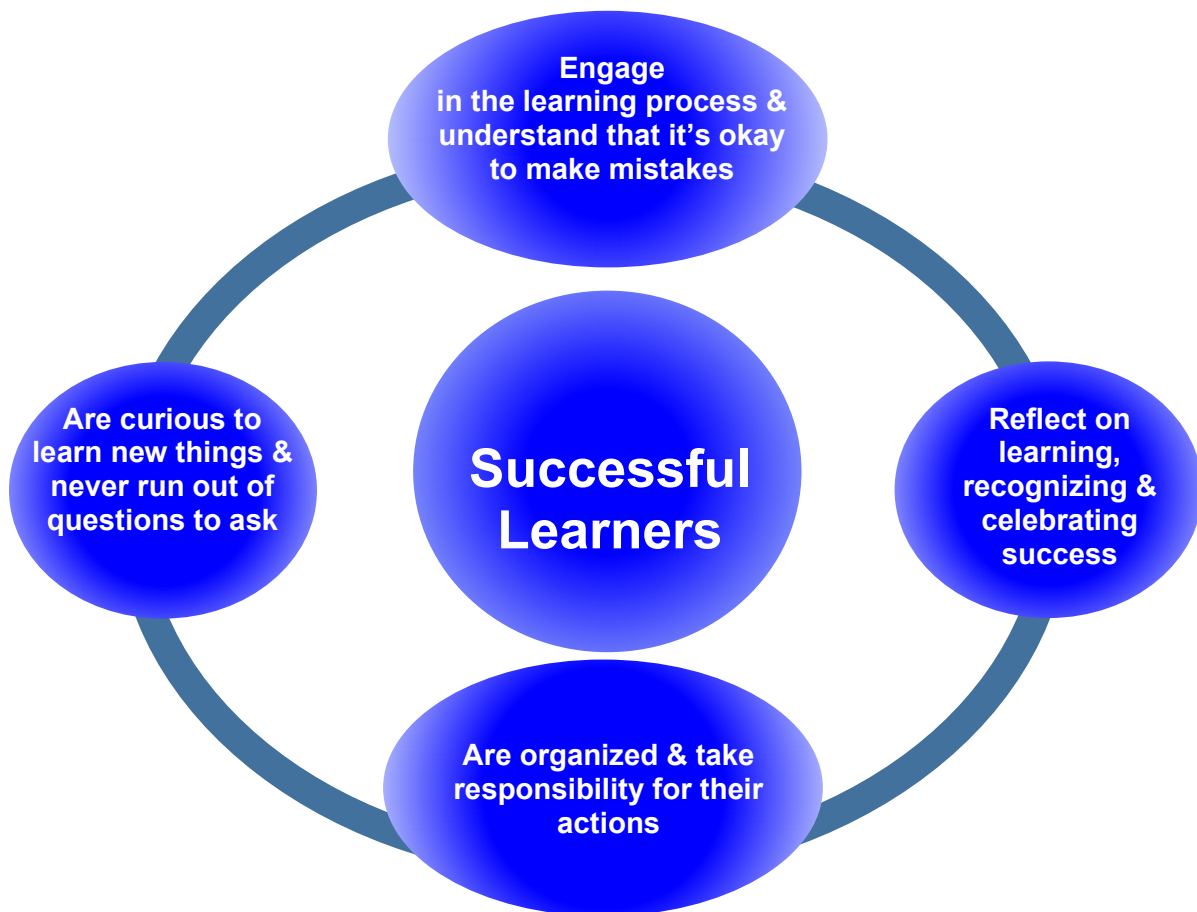 Engage
in the learning process &
understand that it’s okay
to make mistakes
Are curious to
learn new things &
never run out of
questions to ask
Successful
Learners
Reflect on
learning,
recognizing &
celebrating
success
Are organized & take
responsibility for their
actions